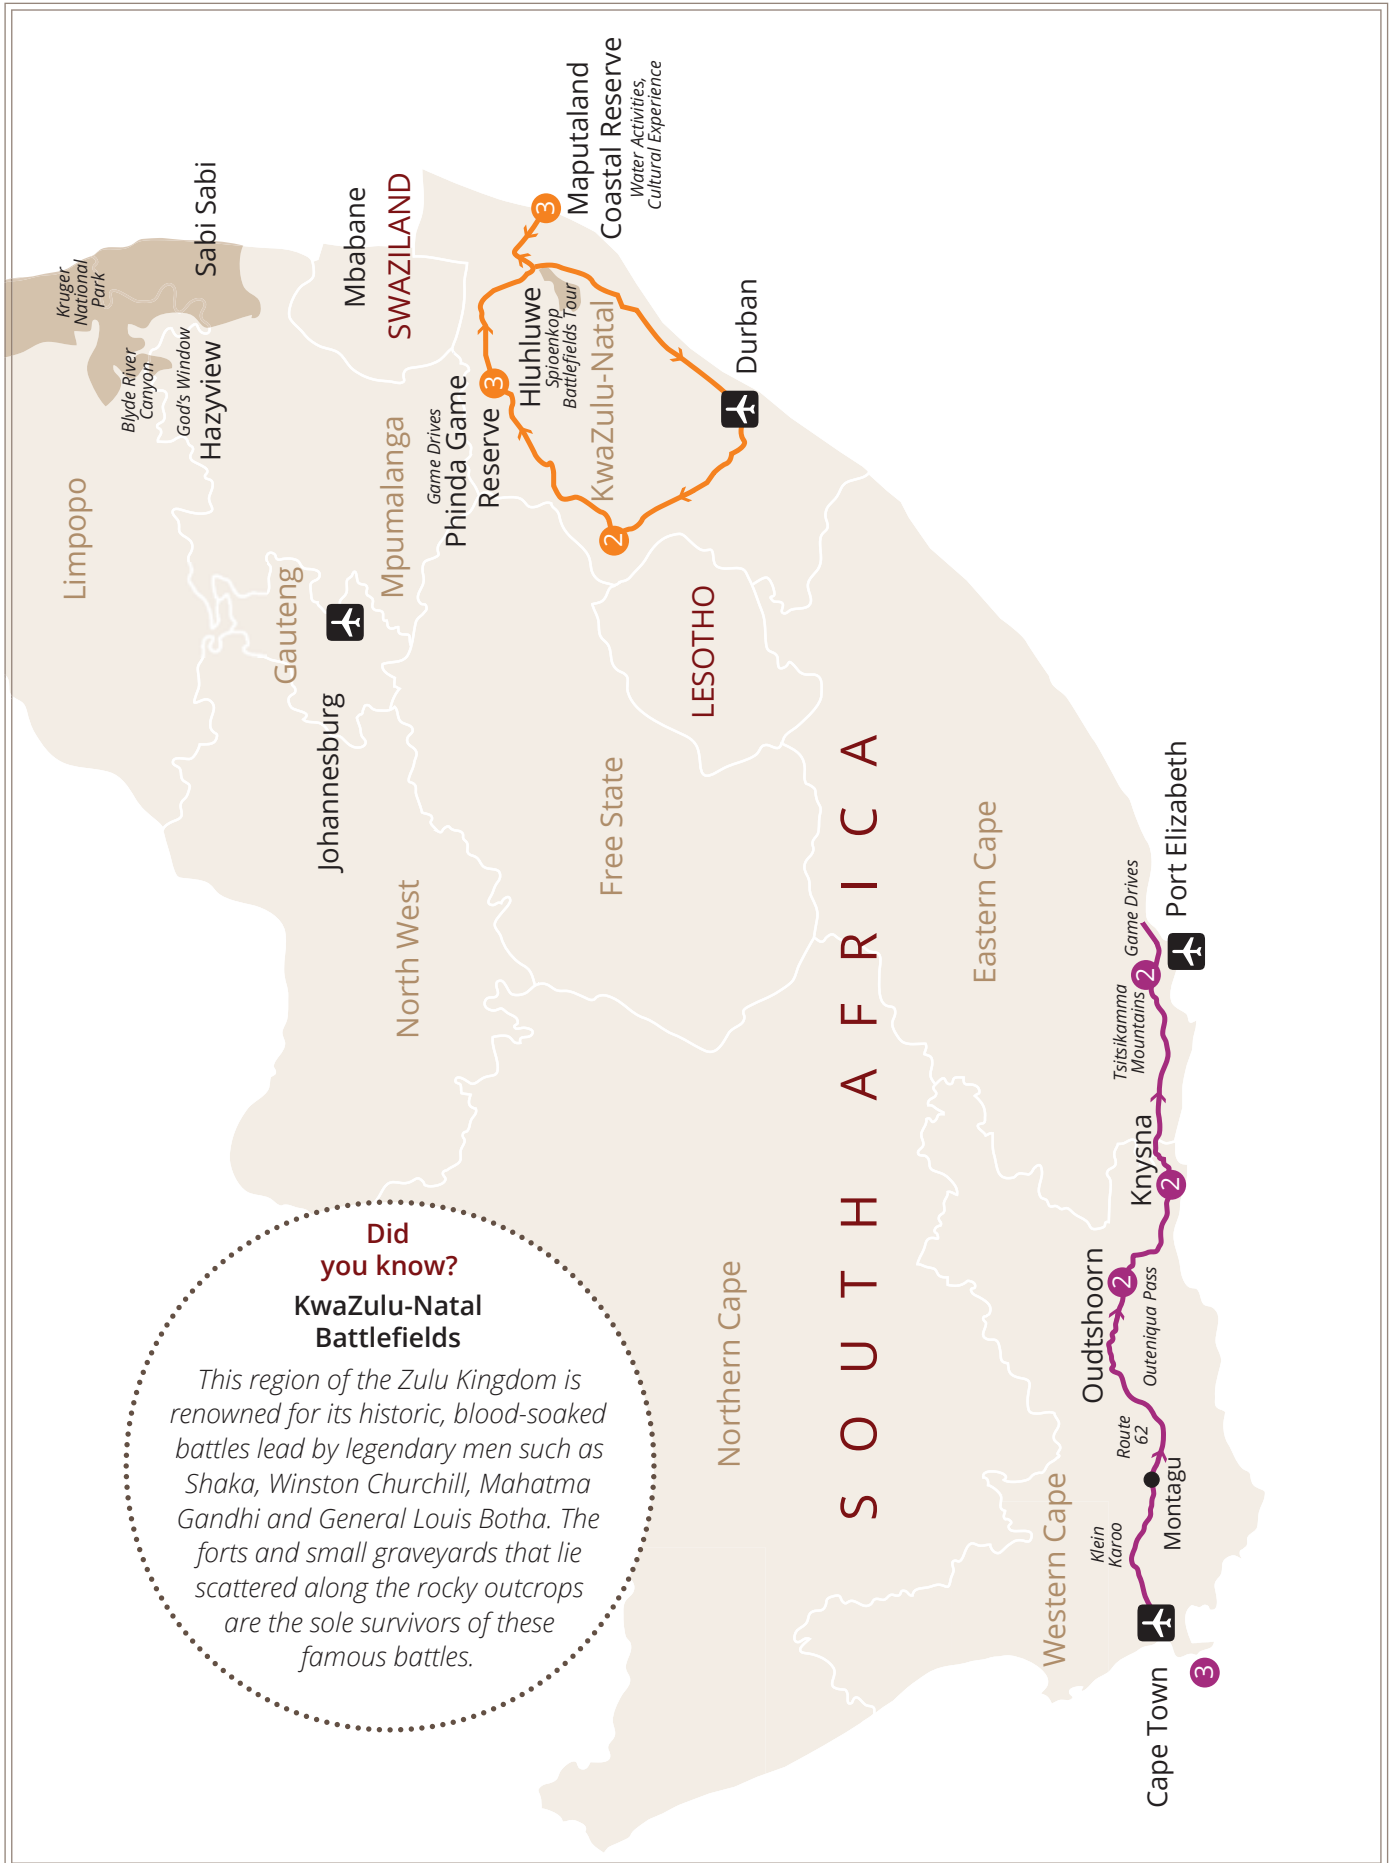 Kruger
National
Park
Sabi Sabi
Blyde River
Canyon
God's Window
Hazyview
Limpopo
Mbabane
SWAZILAND
Maputaland
Coastal Reserve
Water Activities,
Cultural Experience
3
Mpumalanga
Game Drives
Phinda Game
Reserve
3
Hluhluwe
Spioenkop
Battlefields Tour
KwaZulu-Natal
Durban
2
Gauteng
Johannesburg
LESOTHO
Free State
North West
SOUTH AFRICA
Eastern Cape
Northern Cape
Western Cape
Port Elizabeth
Game Drives
2
Tsitsikamma
Mountains
Knysna
2
Oudtshoorn
2
Outeniqua Pass
Route
62
Montagu
Klein
Karoo
Cape Town
3
Did
you know?
KwaZulu-Natal
Battlefields
This region of the Zulu Kingdom is
renowned for its historic, blood-soaked
battles lead by legendary men such as
Shaka, Winston Churchill, Mahatma
Gandhi and General Louis Botha. The
forts and small graveyards that lie
scattered along the rocky outcrops
are the sole survivors of these
famous battles.